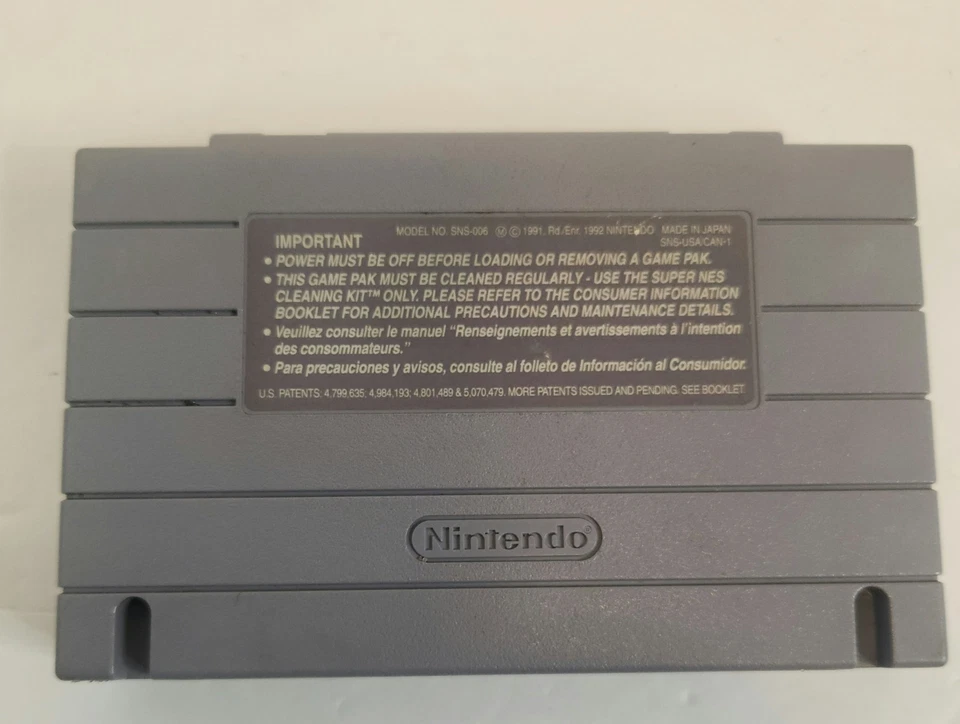 IMPORTANT
MODEL NO. SNS-006 Ⓜ © 1991. Rd./Enr. 1992 NINTENDO MADE IN JAPAN
SNS-USA/CAN-1
• POWER MUST BE OFF BEFORE LOADING OR REMOVING A GAME PAK.
• THIS GAME PAK MUST BE CLEANED REGULARLY - USE THE SUPER NES
CLEANING KIT™ ONLY. PLEASE REFER TO THE CONSUMER INFORMATION
BOOKLET FOR ADDITIONAL PRECAUTIONS AND MAINTENANCE DETAILS.
• Veuillez consulter le manuel "Renseignements et avertissements à l'intention
des consommateurs."
• Para precauciones y avisos, consulte al folleto de Información al Consumidor.
U.S. PATENTS: 4,799,635; 4,984,193; 4,801,489 & 5,070,479. MORE PATENTS ISSUED AND PENDING. SEE BOOKLET
Nintendo®